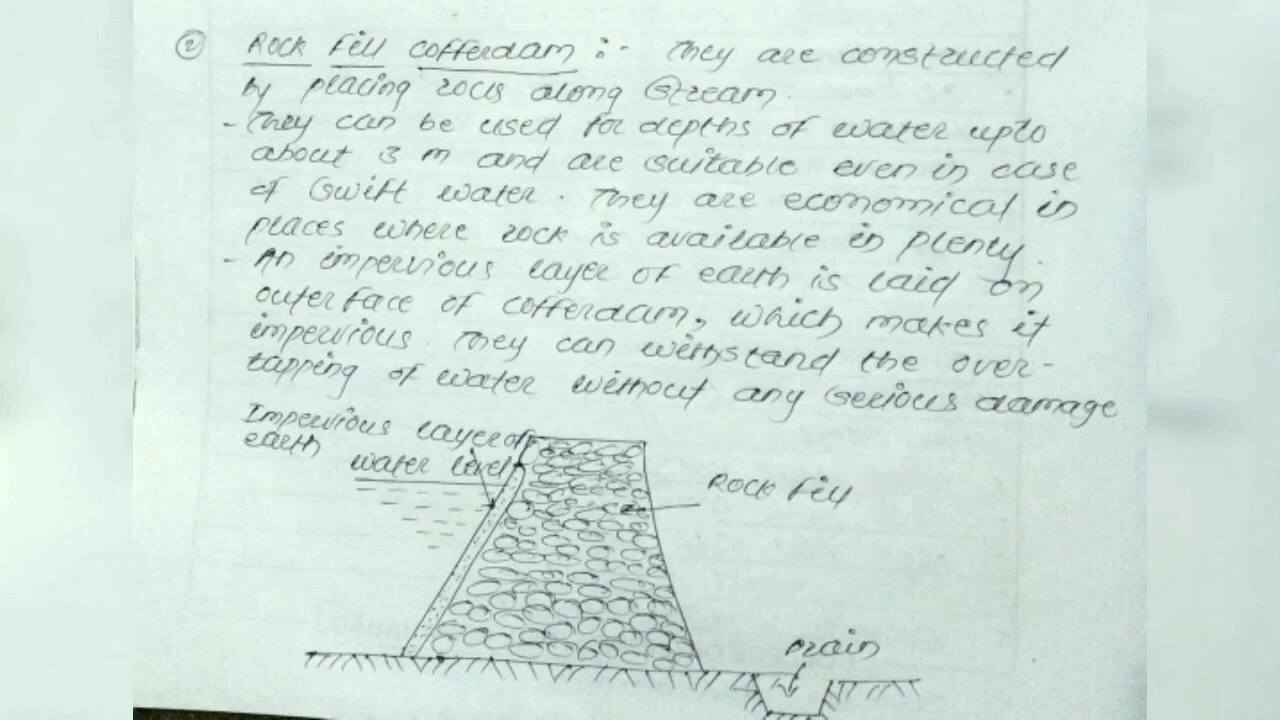 ② Rock Fill cofferdam :- They are constructed
by placing rocks along Stream.
- They can be used for depths of water upto
about 3 m and are suitable even in case
of Swift water. They are economical in
places where rock is available in plenty.
- An impervious layer of earth is laid on
outer face of cofferdam, which makes it
impervious. They can withstand the over-
tapping of water without any Serious damage
Impervious layer of
earth
water level
Rock Fill
Drain